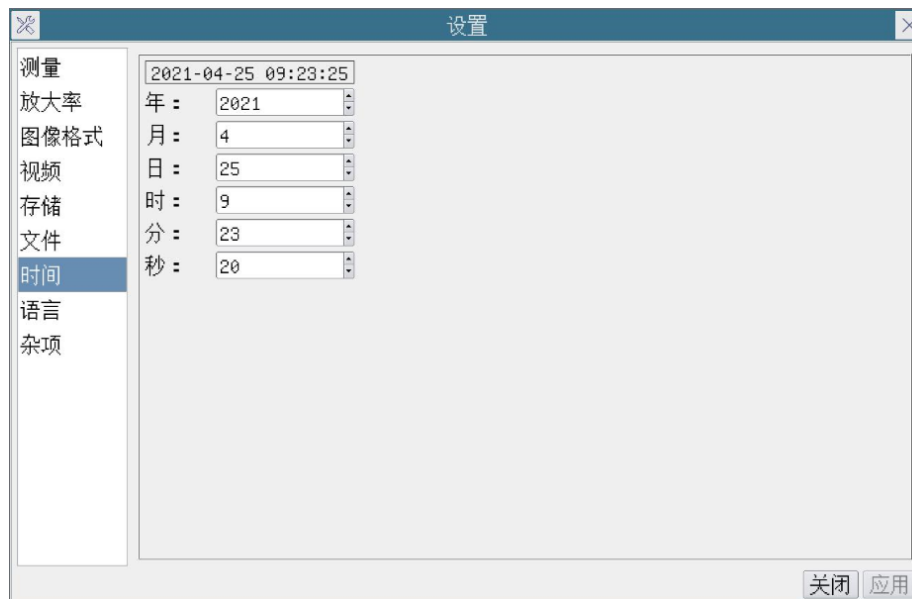 设置
测量
放大率
图像格式
视频
存储
文件
时间
语言
杂项
2021-04-25 09:23:25
年： 2021
月： 4
日： 25
时： 9
分： 23
秒： 20
关闭 应用